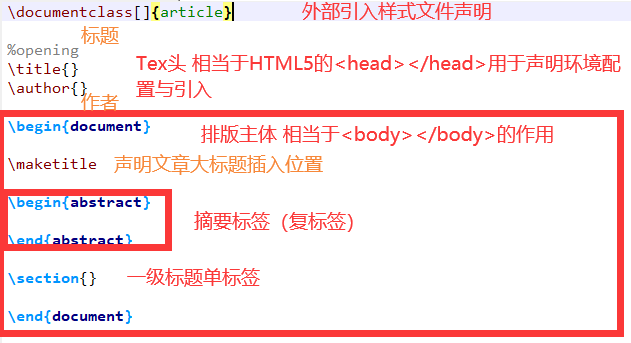 \documentclass[]{article} 外部引入样式文件声明
标题
%opening
\title{} Tex头 相当于HTML5的<head></head>用于声明环境配
\author{} 置与引入
作者
\begin{document} 排版主体 相当于<body></body>的作用
\maketitle 声明文章大标题插入位置
\begin{abstract}
摘要标签（复标签）
\end{abstract}
\section{} 一级标题单标签
\end{document}